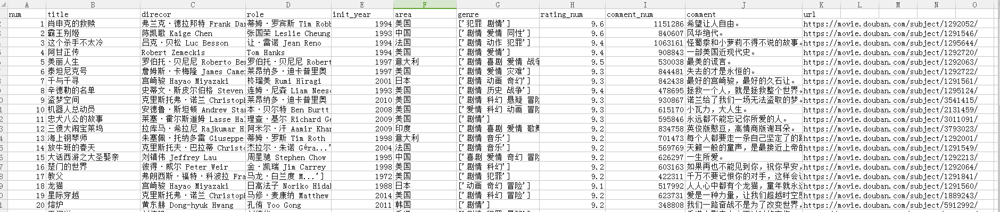 A B C D E F G H I J K L M N O
num title direcor role init_year area genre rating_num comment_num comment url
1 肖申克的救赎 弗兰克·德拉邦特 Frank Dar 蒂姆·罗宾斯 Tim Robb 1994 美国 ['犯罪 剧情'] 9.6 1151286 希望让人自由。 https://movie.douban.com/subject/1292052/
2 霸王别姬 陈凯歌 Kaige Chen 张国荣 Leslie Cheung 1993 中国 ['剧情 爱情 同性'] 9.6 840607 风华绝代。 https://movie.douban.com/subject/1291546/
3 这个杀手不太冷 吕克·贝松 Luc Besson 让·雷诺 Jean Reno 1994 法国 ['剧情 动作 犯罪'] 9.4 1063161 怪蜀黍和小萝莉不得不说的故事。 https://movie.douban.com/subject/1295644/
4 阿甘正传 Robert Zemeckis Tom Hanks 1994 美国 ['剧情 爱情'] 9.4 908843 一部美国近现代史。 https://movie.douban.com/subject/1292720/
5 美丽人生 罗伯托·贝尼尼 Roberto Be 罗伯托·贝尼尼 Robert 1997 意大利 ['剧情 喜剧 爱情 战争 9.5 530038 最美的谎言。 https://movie.douban.com/subject/1292063/
6 泰坦尼克号 詹姆斯·卡梅隆 James Came 莱昂纳多·迪卡普里奥 1997 美国 ['剧情 爱情 灾难'] 9.3 844481 失去的才是永恒的。 https://movie.douban.com/subject/1292722/
7 千与千寻 宫崎骏 Hayao Miyazaki 柊瑠美 Rumi Hîragi 2001 日本 ['剧情 动画 奇幻'] 9.3 842438 最好的宫崎骏，最好的久石让。 https://movie.douban.com/subject/1291561/
8 辛德勒的名单 史蒂文·斯皮尔伯格 Steven 连姆·尼森 Liam Nees 1993 美国 ['剧情 历史 战争'] 9.4 478695 拯救一个人，就是拯救整个世界。 https://movie.douban.com/subject/1295124/
9 盗梦空间 克里斯托弗·诺兰 Christoph 莱昂纳多·迪卡普里奥 2010 美国 ['剧情 科幻 悬疑 冒险 9.3 930867 诺兰给了我们一场无法盗取的梦。 https://movie.douban.com/subject/3541415/
10 机器人总动员 安德鲁·斯坦顿 Andrew Sta 本·贝尔特 Ben Burtt 2008 美国 ['爱情 科幻 动画 冒险 9.3 615170 小瓦力，大人生。 https://movie.douban.com/subject/2131459/
11 忠犬八公的故事 莱塞·霍尔斯道姆 Lasse Hal 理查·基尔 Richard Ge 2009 美国 ['剧情'] 9.3 595846 永远都不能忘记你所爱的人。 https://movie.douban.com/subject/3011091/
12 三傻大闹宝莱坞 拉库马·希拉尼 Rajkumar H 阿米尔·汗 Aamir Khan 2009 印度 ['剧情 喜剧 爱情 歌舞 9.2 834758 英俊版憨豆，高情商版谢耳朵。 https://movie.douban.com/subject/3793023/
13 海上钢琴师 朱塞佩·托纳多雷 Giuseppe 蒂姆·罗斯 Tim Roth 1998 意大利 ['剧情 音乐'] 9.2 701473 每个人都要走一条自己坚定了的路 https://movie.douban.com/subject/1292001/
14 放牛班的春天 克里斯托夫·巴拉蒂 Christo 杰拉尔·朱诺 Géra...' 2004 法国 ['剧情 音乐'] 9.2 569769 天籁一般的童声，是最接近上帝的 https://movie.douban.com/subject/1291549/
15 大话西游之大圣娶亲 刘镇伟 Jeffrey Lau 周星驰 Stephen Chow 1995 中国 ['喜剧 爱情 奇幻 冒险 9.2 626297 一生所爱。 https://movie.douban.com/subject/1292213/
16 楚门的世界 彼得·威尔 Peter Weir 金·凯瑞 Jim Carrey 1998 美国 ['剧情 科幻'] 9.2 603163 如果再也不能见到你，祝你早安， https://movie.douban.com/subject/1292064/
17 教父 弗朗西斯·福特·科波拉 Fra 马龙·白兰度 M...'] 1972 美国 ['剧情 犯罪'] 9.2 422311 千万不要记恨你的对手，这样会让 https://movie.douban.com/subject/1291841/
18 龙猫 宫崎骏 Hayao Miyazaki 日高法子 Noriko Hidal 1988 日本 ['动画 奇幻 冒险'] 9.1 517992 人人心中都有个龙猫，童年就永远 https://movie.douban.com/subject/1291560/
19 星际穿越 克里斯托弗·诺兰 Christoph 马修·麦康纳 Matthew 2014 美国 ['剧情 科幻 冒险'] 9.2 623731 爱是一种力量，让我们超越时空感 https://movie.douban.com/subject/1889243/
20 熔炉 黄东赫 Dong-hyuk Hwang 孔侑 Yoo Gong 2011 韩国 ['剧情'] 9.2 348808 我们一路奋战不是为了改变世界， https://movie.douban.com/subject/5912992/